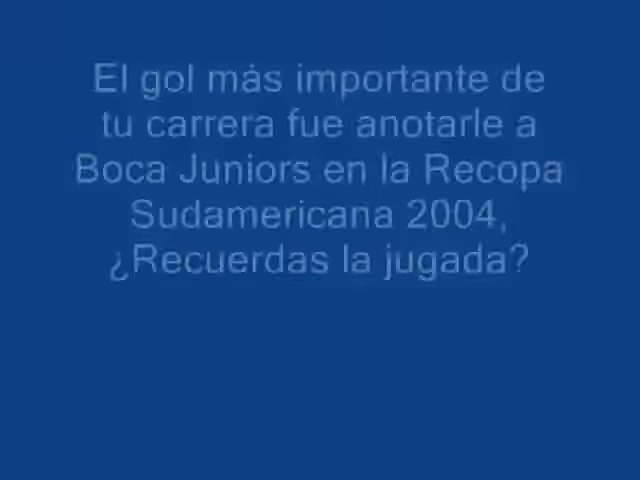 El gol más importante de
tu carrera fue anotarle a
Boca Juniors en la Recopa
Sudamericana 2004,
¿Recuerdas la jugada?